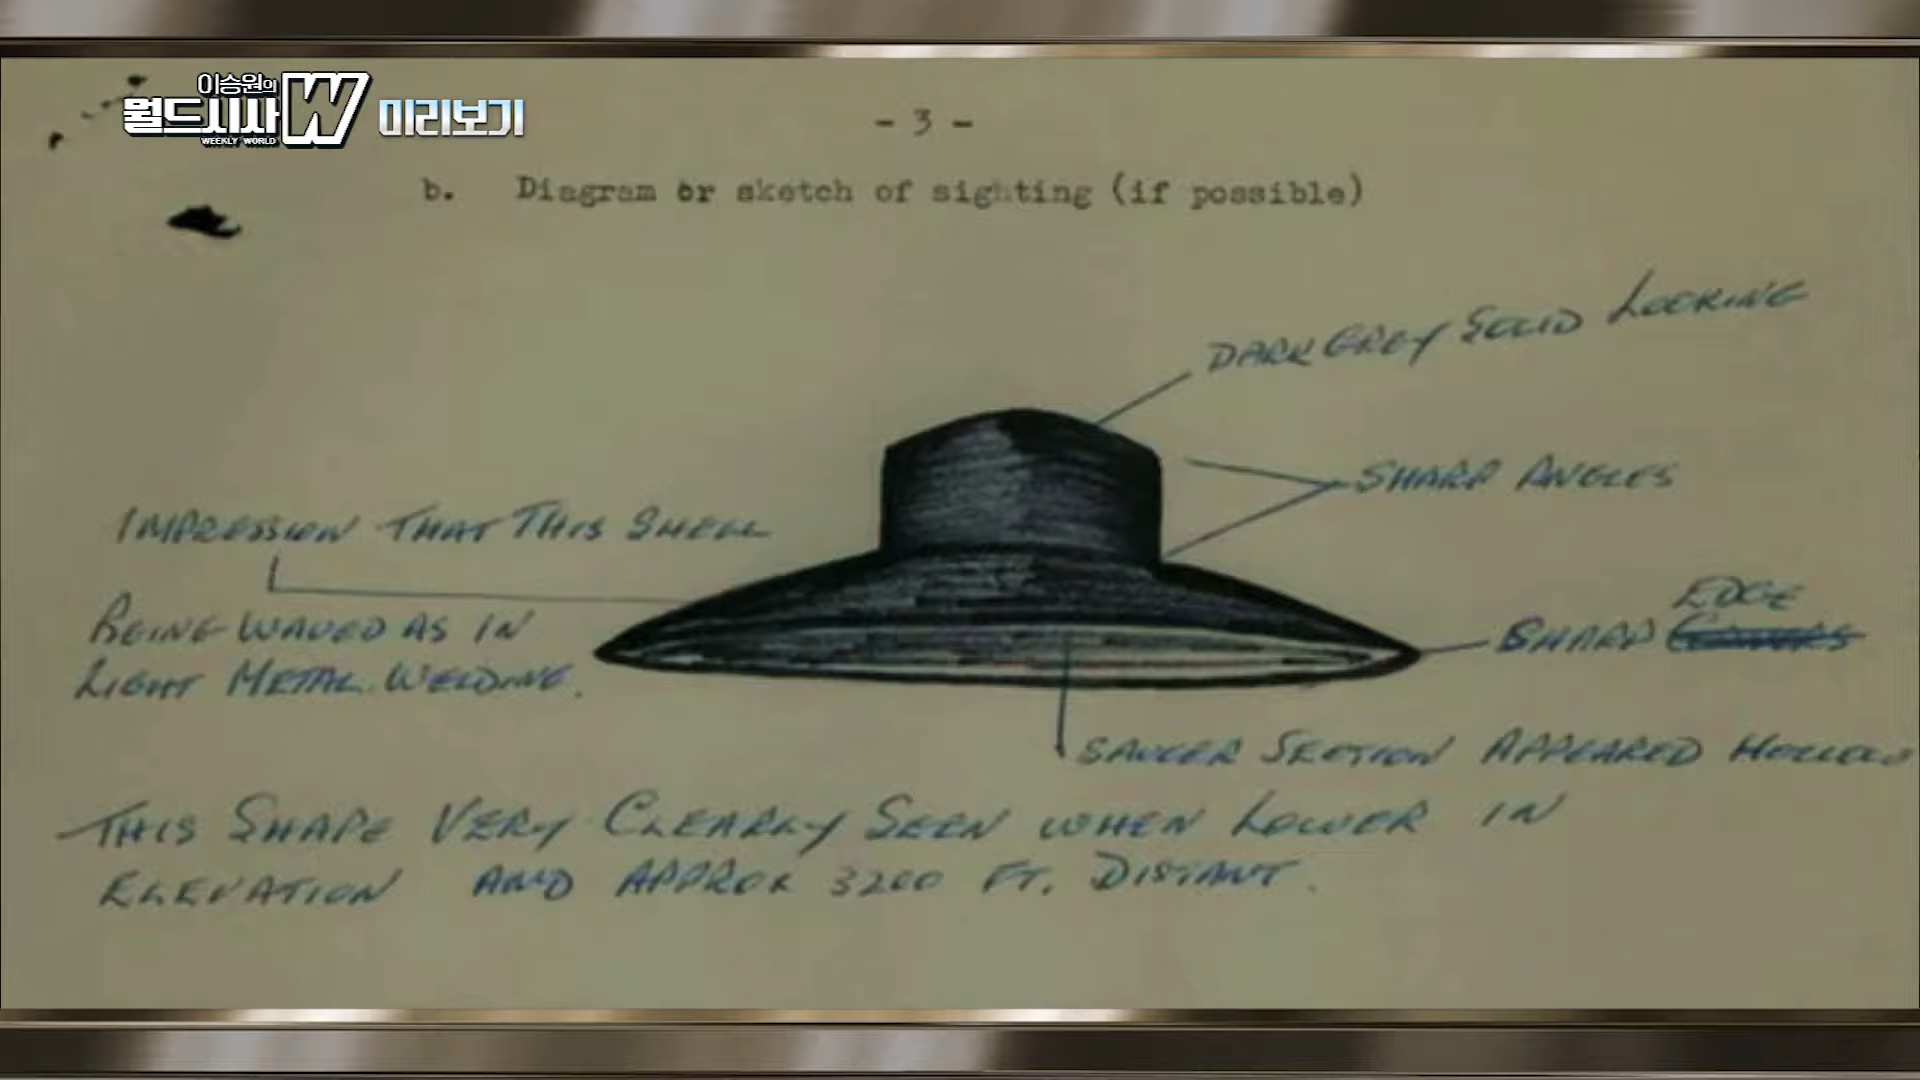 이승원의
월드시사 W 미리보기
WEEKLY WORLD
- 3 -
b. Diagram or sketch of sighting (if possible)
DARK GREY SOLID LOOKING
SHARP ANGLES
IMPRESSION THAT THIS SHELL
BEING WAVED AS IN
LIGHT METAL WELDING.
EDGE
SHARP
SAUCER SECTION APPEARED HOLLOW
THIS SHAPE VERY CLEARLY SEEN WHEN LOWER IN
ELEVATION AND APPROX 3200 FT. DISTANT.